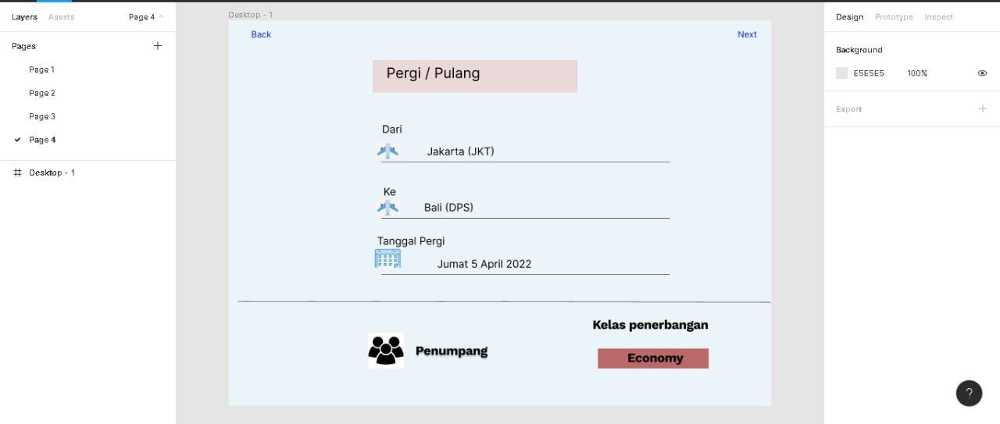 Layers Assets Page 4
Pages
Page 1
Page 2
Page 3
Page 4
Desktop - 1
Desktop - 1
Back Next
Pergi / Pulang
Dari
Jakarta (JKT)
Ke
Bali (DPS)
Tanggal Pergi
Jumat 5 April 2022
Kelas penerbangan
Penumpang
Economy
Design Prototype Inspect
Background
E5E5E5 100%
Export
?